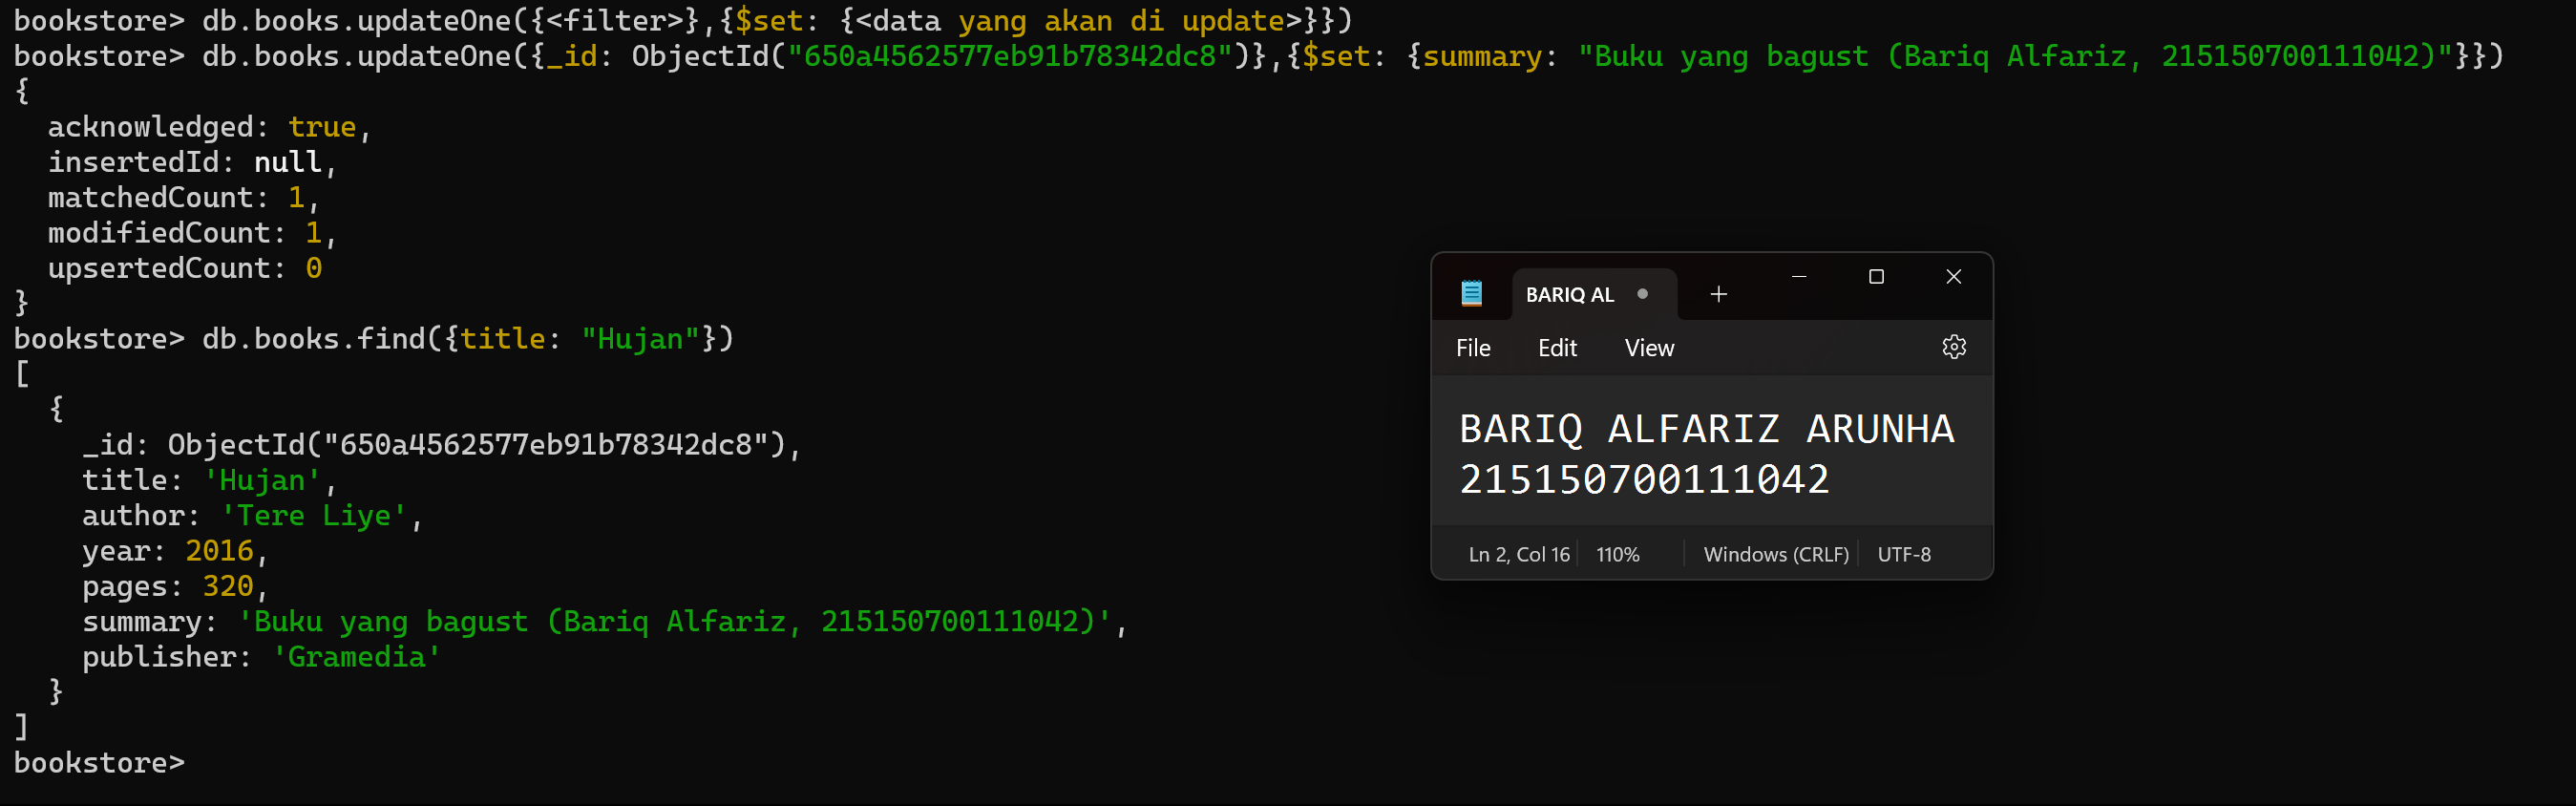 bookstore> db.books.updateOne({<filter>},{$set: {<data yang akan di update>}})
bookstore> db.books.updateOne({_id: ObjectId("650a4562577eb91b78342dc8")},{$set: {summary: "Buku yang bagust (Bariq Alfariz, 215150700111042)"}})
{
  acknowledged: true,
  insertedId: null,
  matchedCount: 1,
  modifiedCount: 1,
  upsertedCount: 0
}
bookstore> db.books.find({title: "Hujan"})
[
  {
    _id: ObjectId("650a4562577eb91b78342dc8"),
    title: 'Hujan',
    author: 'Tere Liye',
    year: 2016,
    pages: 320,
    summary: 'Buku yang bagust (Bariq Alfariz, 215150700111042)',
    publisher: 'Gramedia'
  }
]
bookstore>
BARIQ AL
File Edit View
BARIQ ALFARIZ ARUNHA
215150700111042
Ln 2, Col 16 110% Windows (CRLF) UTF-8